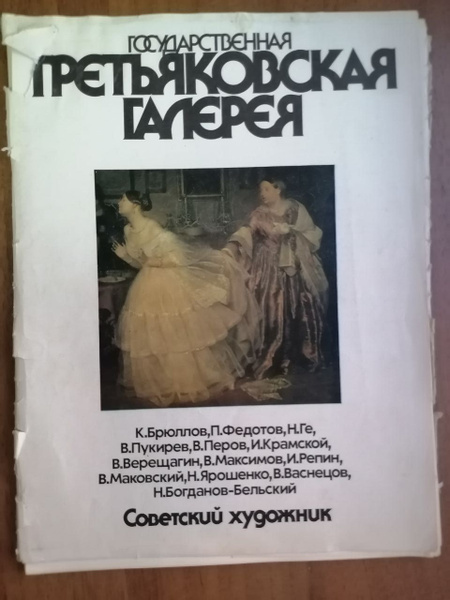 ГОСУДАРСТВЕННАЯ
ТРЕТЬЯКОВСКАЯ
ГАЛЕРЕЯ
К.Брюллов,П.Федотов,Н.Ге,
В.Пукирев,В.Перов,И.Крамской,
В.Верещагин,В.Максимов,И.Репин,
В.Маковский,Н.Ярошенко,В.Васнецов,
Н.Богданов-Бельский
Советский художник